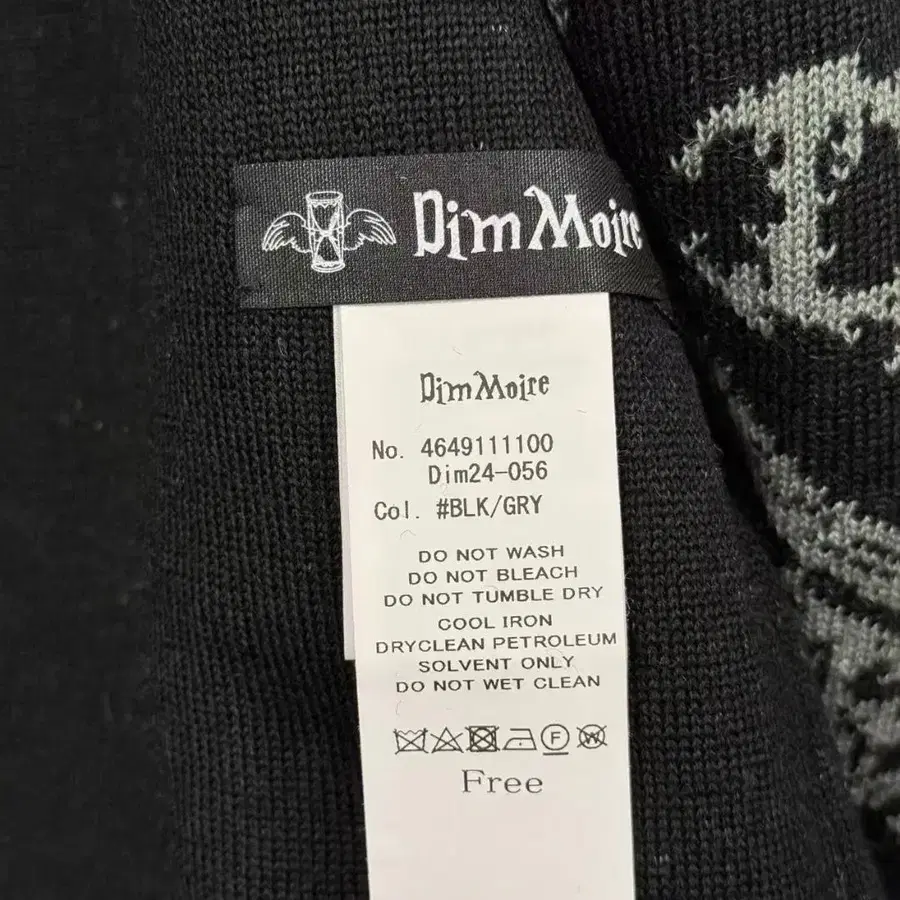 Dim Moire
Dim Moire
No. 4649111100
Dim24-056
Col. #BLK/GRY
DO NOT WASH
DO NOT BLEACH
DO NOT TUMBLE DRY
COOL IRON
DRYCLEAN PETROLEUM
SOLVENT ONLY
DO NOT WET CLEAN
F W
Free